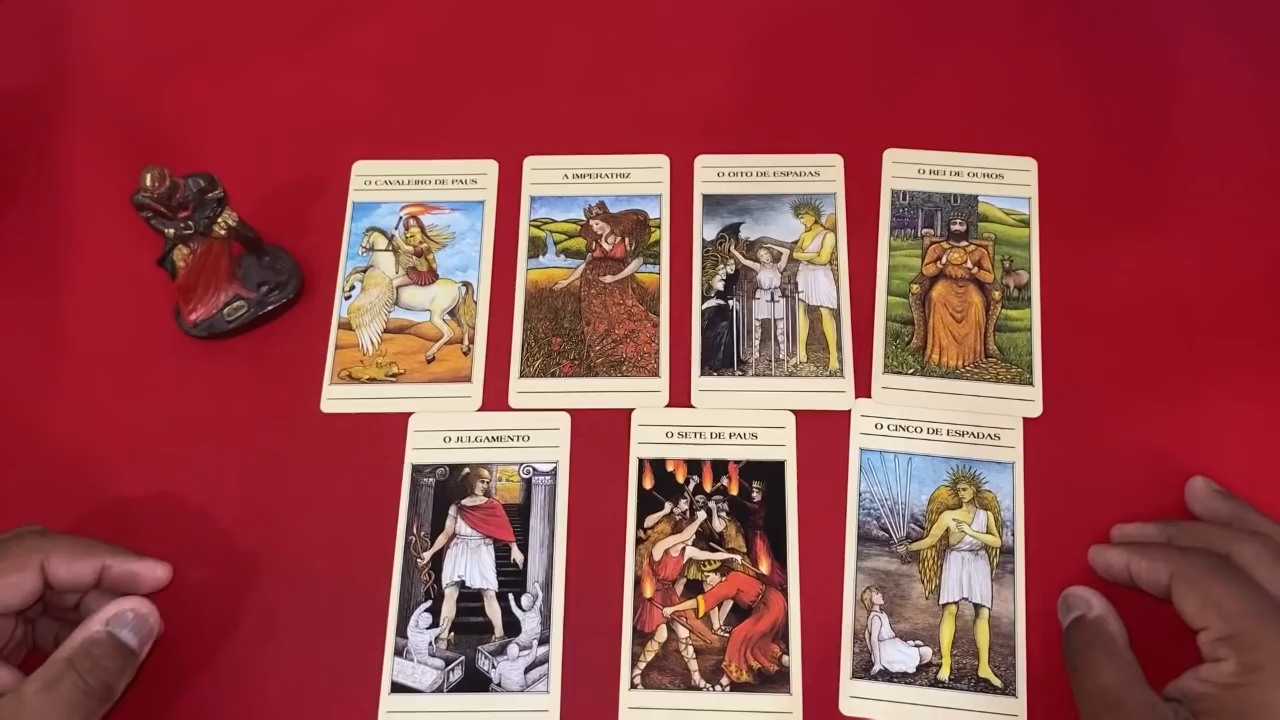 O CAVALEIRO DE PAUS
A IMPERATRIZ
O OITO DE ESPADAS
O REI DE OUROS
O JULGAMENTO
O SETE DE PAUS
O CINCO DE ESPADAS